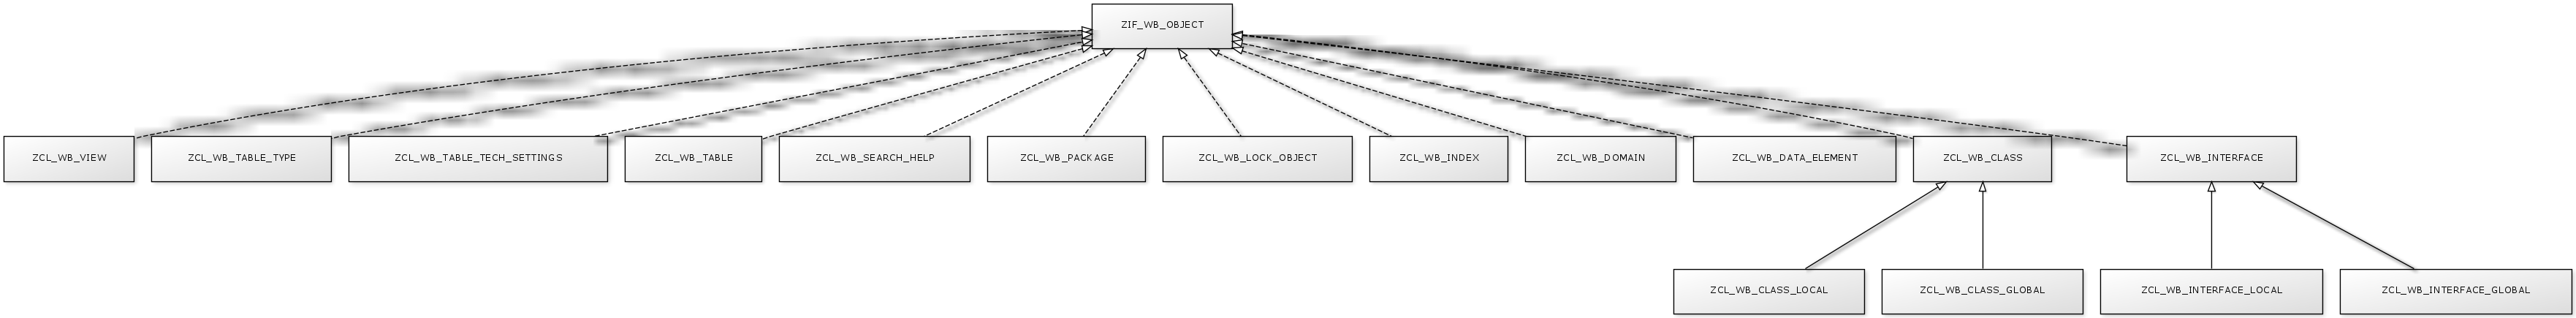 ZIF_WB_OBJECT
ZCL_WB_VIEW
ZCL_WB_TABLE_TYPE
ZCL_WB_TABLE_TECH_SETTINGS
ZCL_WB_TABLE
ZCL_WB_SEARCH_HELP
ZCL_WB_PACKAGE
ZCL_WB_LOCK_OBJECT
ZCL_WB_INDEX
ZCL_WB_DOMAIN
ZCL_WB_DATA_ELEMENT
ZCL_WB_CLASS
ZCL_WB_INTERFACE
ZCL_WB_CLASS_LOCAL
ZCL_WB_CLASS_GLOBAL
ZCL_WB_INTERFACE_LOCAL
ZCL_WB_INTERFACE_GLOBAL